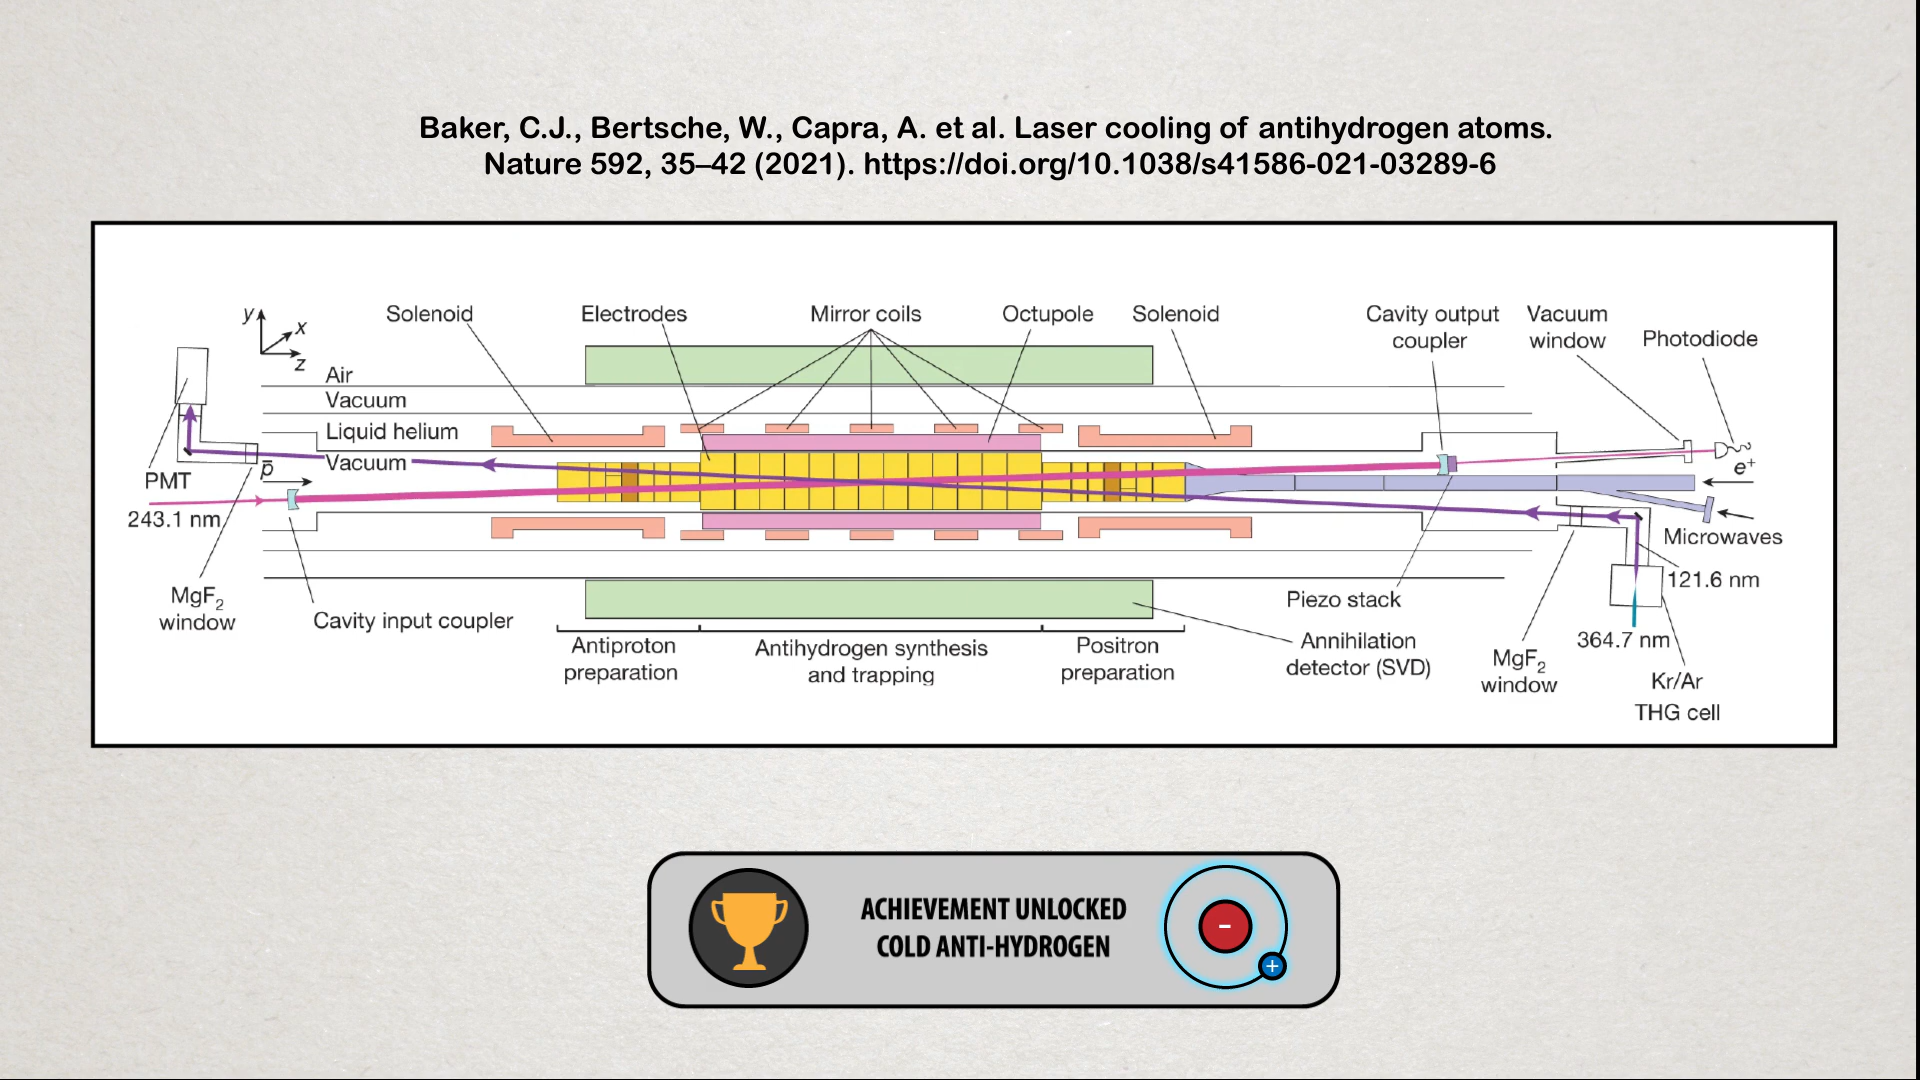 Baker, C.J., Bertsche, W., Capra, A. et al. Laser cooling of antihydrogen atoms.
Nature 592, 35–42 (2021). https://doi.org/10.1038/s41586-021-03289-6
Solenoid
Electrodes
Mirror coils
Octupole
Solenoid
Cavity output
coupler
Vacuum
window
Photodiode
y
x
z
Air
Vacuum
Liquid helium
Vacuum
p̅
PMT
243.1 nm
e⁺
Microwaves
121.6 nm
MgF₂
window
Cavity input coupler
Piezo stack
364.7 nm
Antiproton
preparation
Antihydrogen synthesis
and trapping
Positron
preparation
Annihilation
detector (SVD)
MgF₂
window
Kr/Ar
THG cell
ACHIEVEMENT UNLOCKED
COLD ANTI-HYDROGEN
-
+